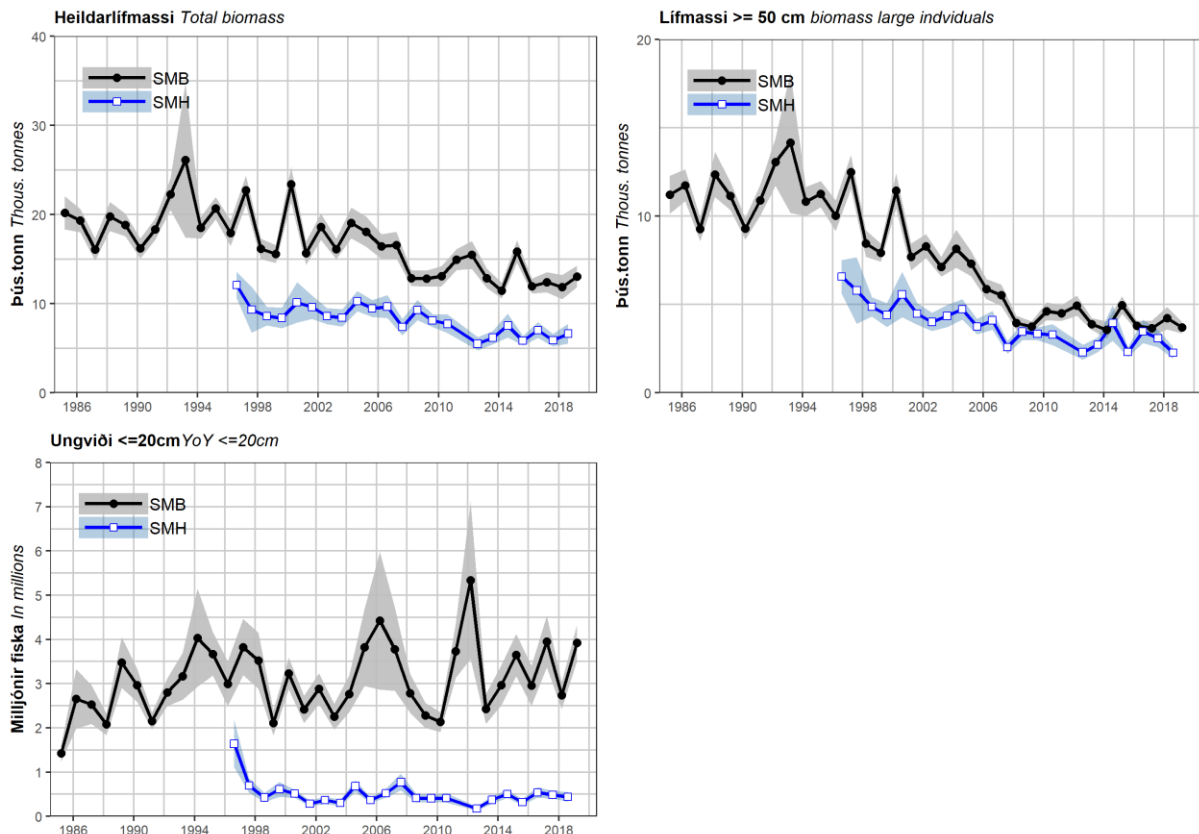 Heildarlífmassi Total biomass
Þús.tonn Thous. tonnes
40
30
20
10
0
SMB
SMH
1986 1990 1994 1998 2002 2006 2010 2014 2018
Lífmassi >= 50 cm biomass large indviduals
Þús.tonn Thous. tonnes
20
10
0
SMB
SMH
1986 1990 1994 1998 2002 2006 2010 2014 2018
Ungviði <=20cm YoY <=20cm
Milljónir fiska In millions
8
7
6
5
4
3
2
1
0
SMB
SMH
1986 1990 1994 1998 2002 2006 2010 2014 2018